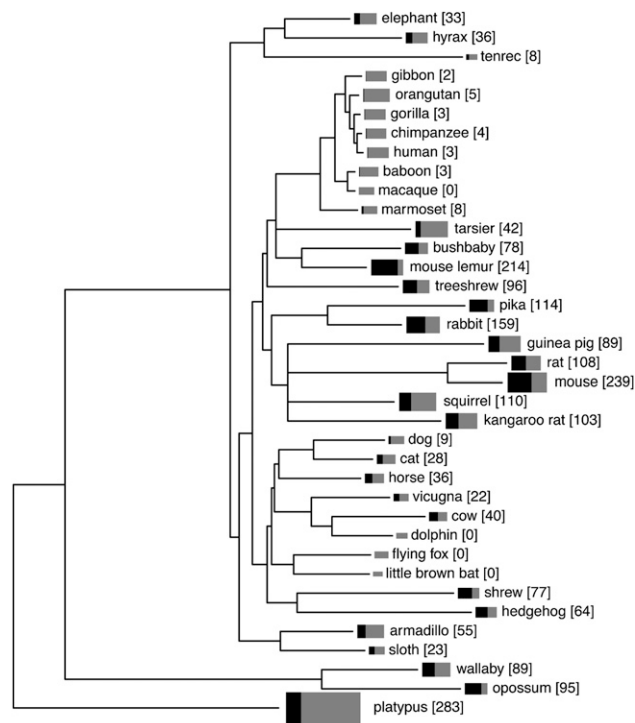 elephant [33]
hyrax [36]
tenrec [8]
gibbon [2]
orangutan [5]
gorilla [3]
chimpanzee [4]
human [3]
baboon [3]
macaque [0]
marmoset [8]
tarsier [42]
bushbaby [78]
mouse lemur [214]
treeshrew [96]
pika [114]
rabbit [159]
guinea pig [89]
rat [108]
mouse [239]
squirrel [110]
kangaroo rat [103]
dog [9]
cat [28]
horse [36]
vicugna [22]
cow [40]
dolphin [0]
flying fox [0]
little brown bat [0]
shrew [77]
hedgehog [64]
armadillo [55]
sloth [23]
wallaby [89]
opossum [95]
platypus [283]